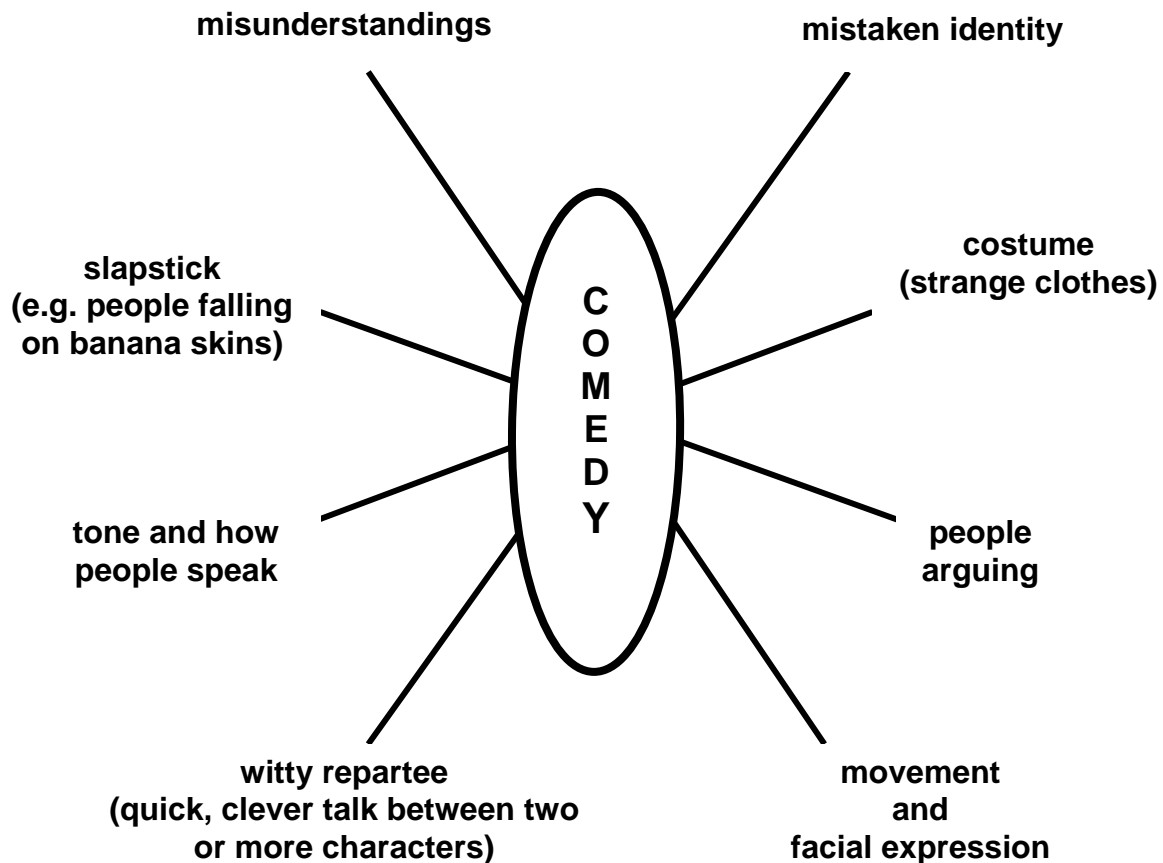 misunderstandings
mistaken identity
slapstick
(e.g. people falling
on banana skins)
costume
(strange clothes)
C
O
M
E
D
Y
tone and how
people speak
people
arguing
witty repartee
(quick, clever talk between two
or more characters)
movement
and
facial expression